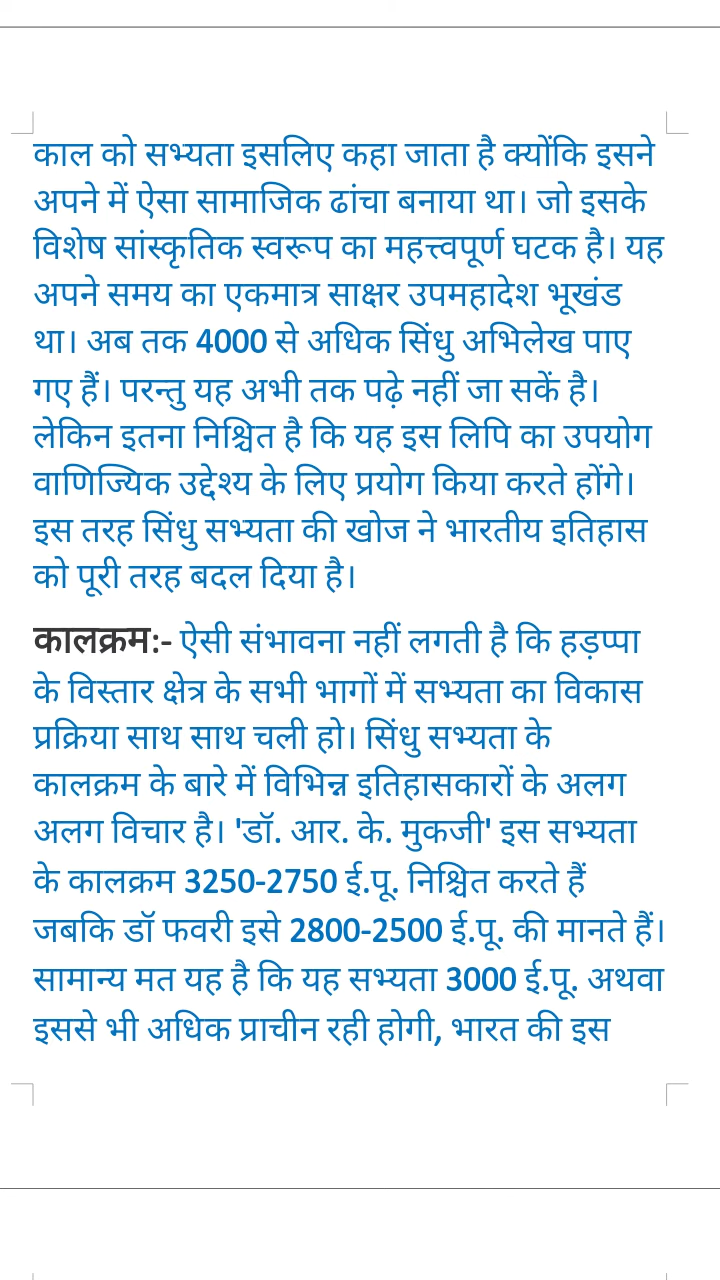 काल को सभ्यता इसलिए कहा जाता है क्योंकि इसने
अपने में ऐसा सामाजिक ढांचा बनाया था। जो इसके
विशेष सांस्कृतिक स्वरूप का महत्त्वपूर्ण घटक है। यह
अपने समय का एकमात्र साक्षर उपमहादेश भूखंड
था। अब तक 4000 से अधिक सिंधु अभिलेख पाए
गए हैं। परन्तु यह अभी तक पढ़े नहीं जा सकें है।
लेकिन इतना निश्चित है कि यह इस लिपि का उपयोग
वाणिज्यिक उद्देश्य के लिए प्रयोग किया करते होंगे।
इस तरह सिंधु सभ्यता की खोज ने भारतीय इतिहास
को पूरी तरह बदल दिया है।
कालक्रम:- ऐसी संभावना नहीं लगती है कि हड़प्पा
के विस्तार क्षेत्र के सभी भागों में सभ्यता का विकास
प्रक्रिया साथ साथ चली हो। सिंधु सभ्यता के
कालक्रम के बारे में विभिन्न इतिहासकारों के अलग
अलग विचार है। 'डॉ. आर. के. मुकजी' इस सभ्यता
के कालक्रम 3250-2750 ई.पू. निश्चित करते हैं
जबकि डॉ फवरी इसे 2800-2500 ई.पू. की मानते हैं।
सामान्य मत यह है कि यह सभ्यता 3000 ई.पू. अथवा
इससे भी अधिक प्राचीन रही होगी, भारत की इस